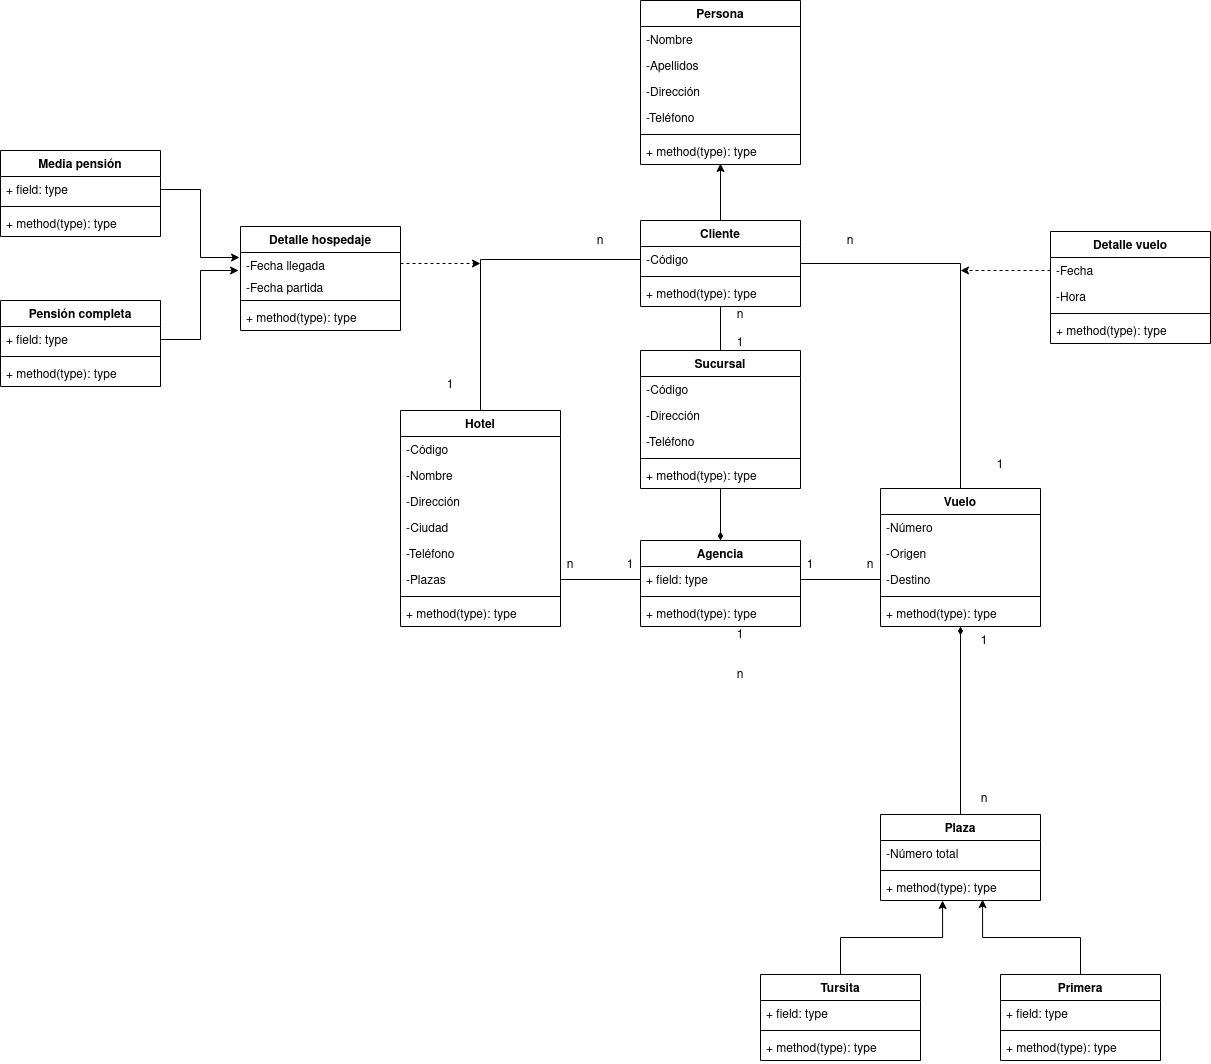 Persona
-Nombre
-Apellidos
-Dirección
-Teléfono
+ method(type): type
Media pensión
+ field: type
+ method(type): type
Pensión completa
+ field: type
+ method(type): type
Detalle hospedaje
-Fecha llegada
-Fecha partida
+ method(type): type
n
Cliente
-Código
+ method(type): type
n
Detalle vuelo
-Fecha
-Hora
+ method(type): type
n
1
Sucursal
-Código
-Dirección
-Teléfono
+ method(type): type
1
Hotel
-Código
-Nombre
-Dirección
-Ciudad
-Teléfono
-Plazas
+ method(type): type
n
1
Agencia
+ field: type
+ method(type): type
1
n
1
n
1
Vuelo
-Número
-Origen
-Destino
+ method(type): type
1
n
Plaza
-Número total
+ method(type): type
Tursita
+ field: type
+ method(type): type
Primera
+ field: type
+ method(type): type